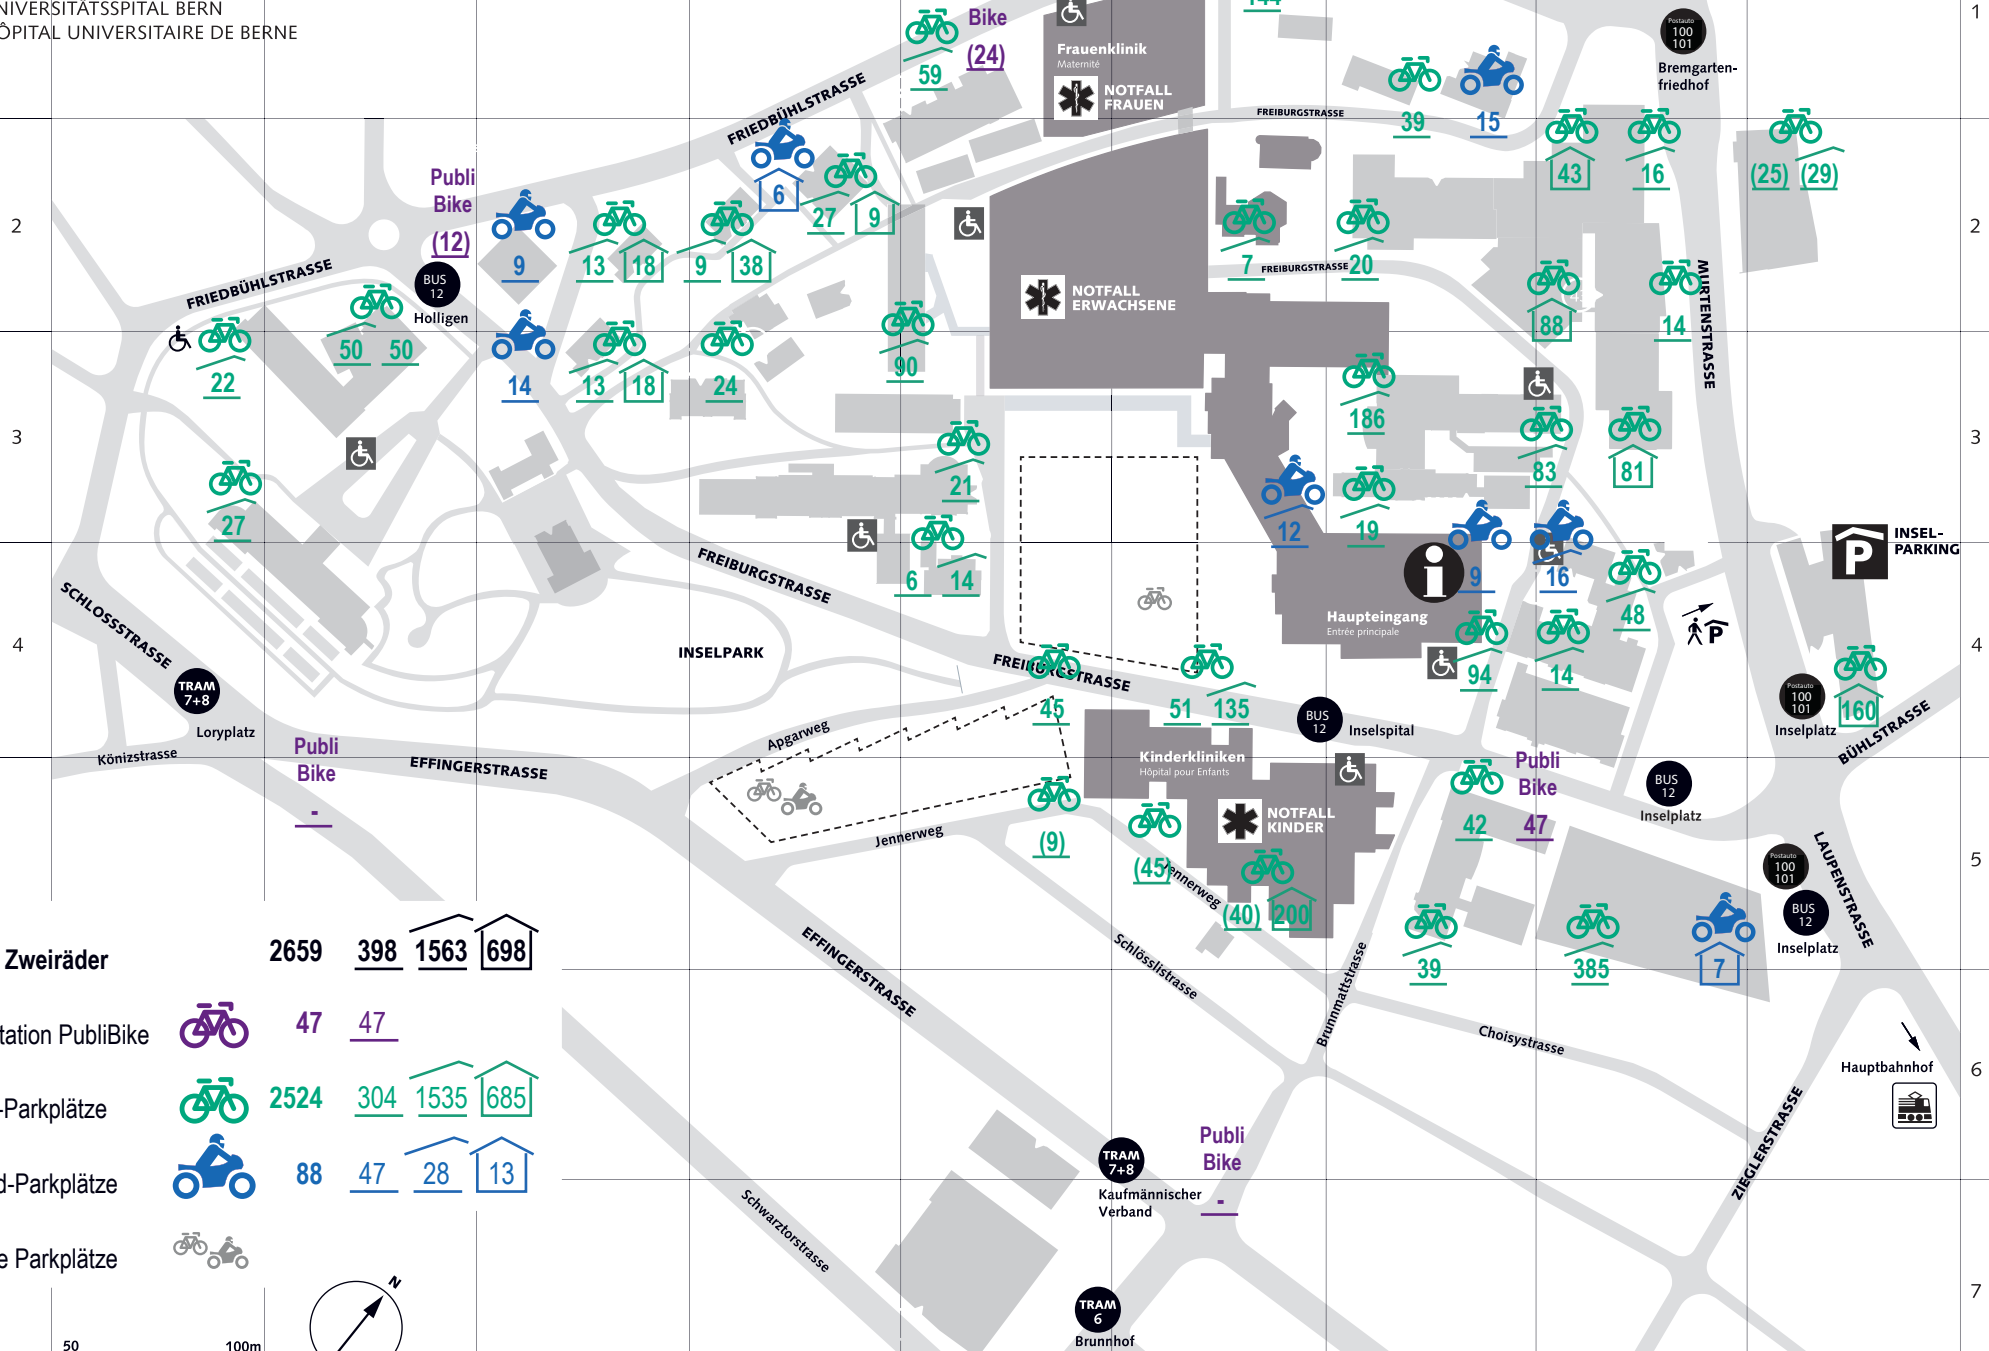 NIVERSITÄTSSPITAL BERN
ÔPITAL UNIVERSITAIRE DE BERNE
Bike
(24)
59
Frauenklinik
Maternité
NOTFALL
FRAUEN
144
39
15
Postauto
100
101
Bremgarten-
friedhof
1
1
FRIEDBÜHLSTRASSE
FREIBURGSTRASSE
43
16
(25)
(29)
Publi
Bike
(12)
6
27
9
2
9
13
18
9
38
7
20
2
BUS
12
Holligen
FRIEDBÜHLSTRASSE
NOTFALL
ERWACHSENE
FREIBURGSTRASSE
88
14
MURTENSTRASSE
22
50
50
14
13
18
24
90
186
3
3
21
83
81
27
12
19
6
14
9
16
48
INSEL-
PARKING
P
P
FREIBURGSTRASSE
SCHLOSSSTRASSE
Haupteingang
Entrée principale
94
14
4
INSELPARK
4
TRAM
7+8
Loryplatz
FREIBURGSTRASSE
45
51
135
BUS
12
Inselspital
Postauto
100
101
Inselplatz
160
BÜHLSTRASSE
Könizstrasse
Publi
Bike
-
EFFINGERSTRASSE
Apgarweg
Kinderkliniken
Hôpital pour Enfants
NOTFALL
KINDER
Publi
Bike
42
47
BUS
12
Inselplatz
Jennerweg
(9)
(45)
Jennerweg
(40)
200
5
Postauto
100
101
BUS
12
Inselplatz
LAUPENSTRASSE
39
385
7
EFFINGERSTRASSE
Schlösslistrasse
Brunnmattstrasse
Choisystrasse
Zweiräder
2659
398
1563
698
tation PubliBike
47
47
-Parkplätze
2524
304
1535
685
d-Parkplätze
88
47
28
13
e Parkplätze
Hauptbahnhof
6
ZIEGLERSTRASSE
Publi
Bike
-
TRAM
7+8
Kaufmännischer
Verband
Schwarztorstrasse
TRAM
6
Brunnhof
7
N
50
100m